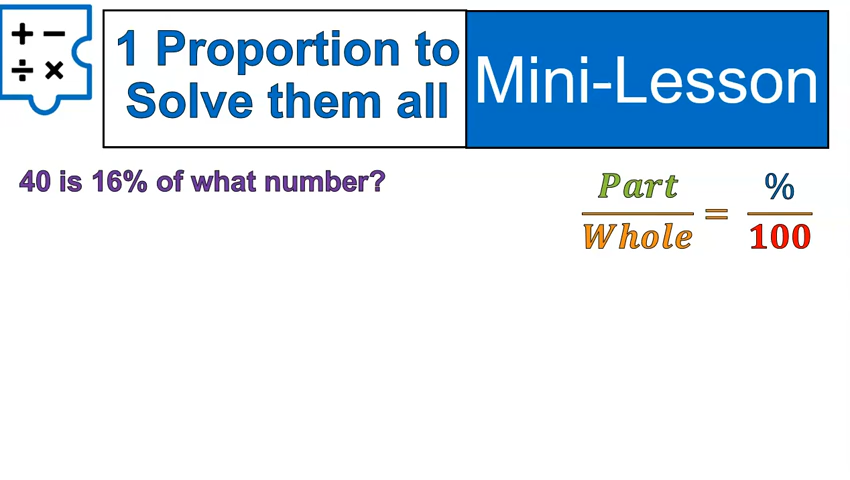 + −
÷ ×
1 Proportion to
Solve them all
Mini-Lesson
40 is 16% of what number?
Part
Whole
=
%
100